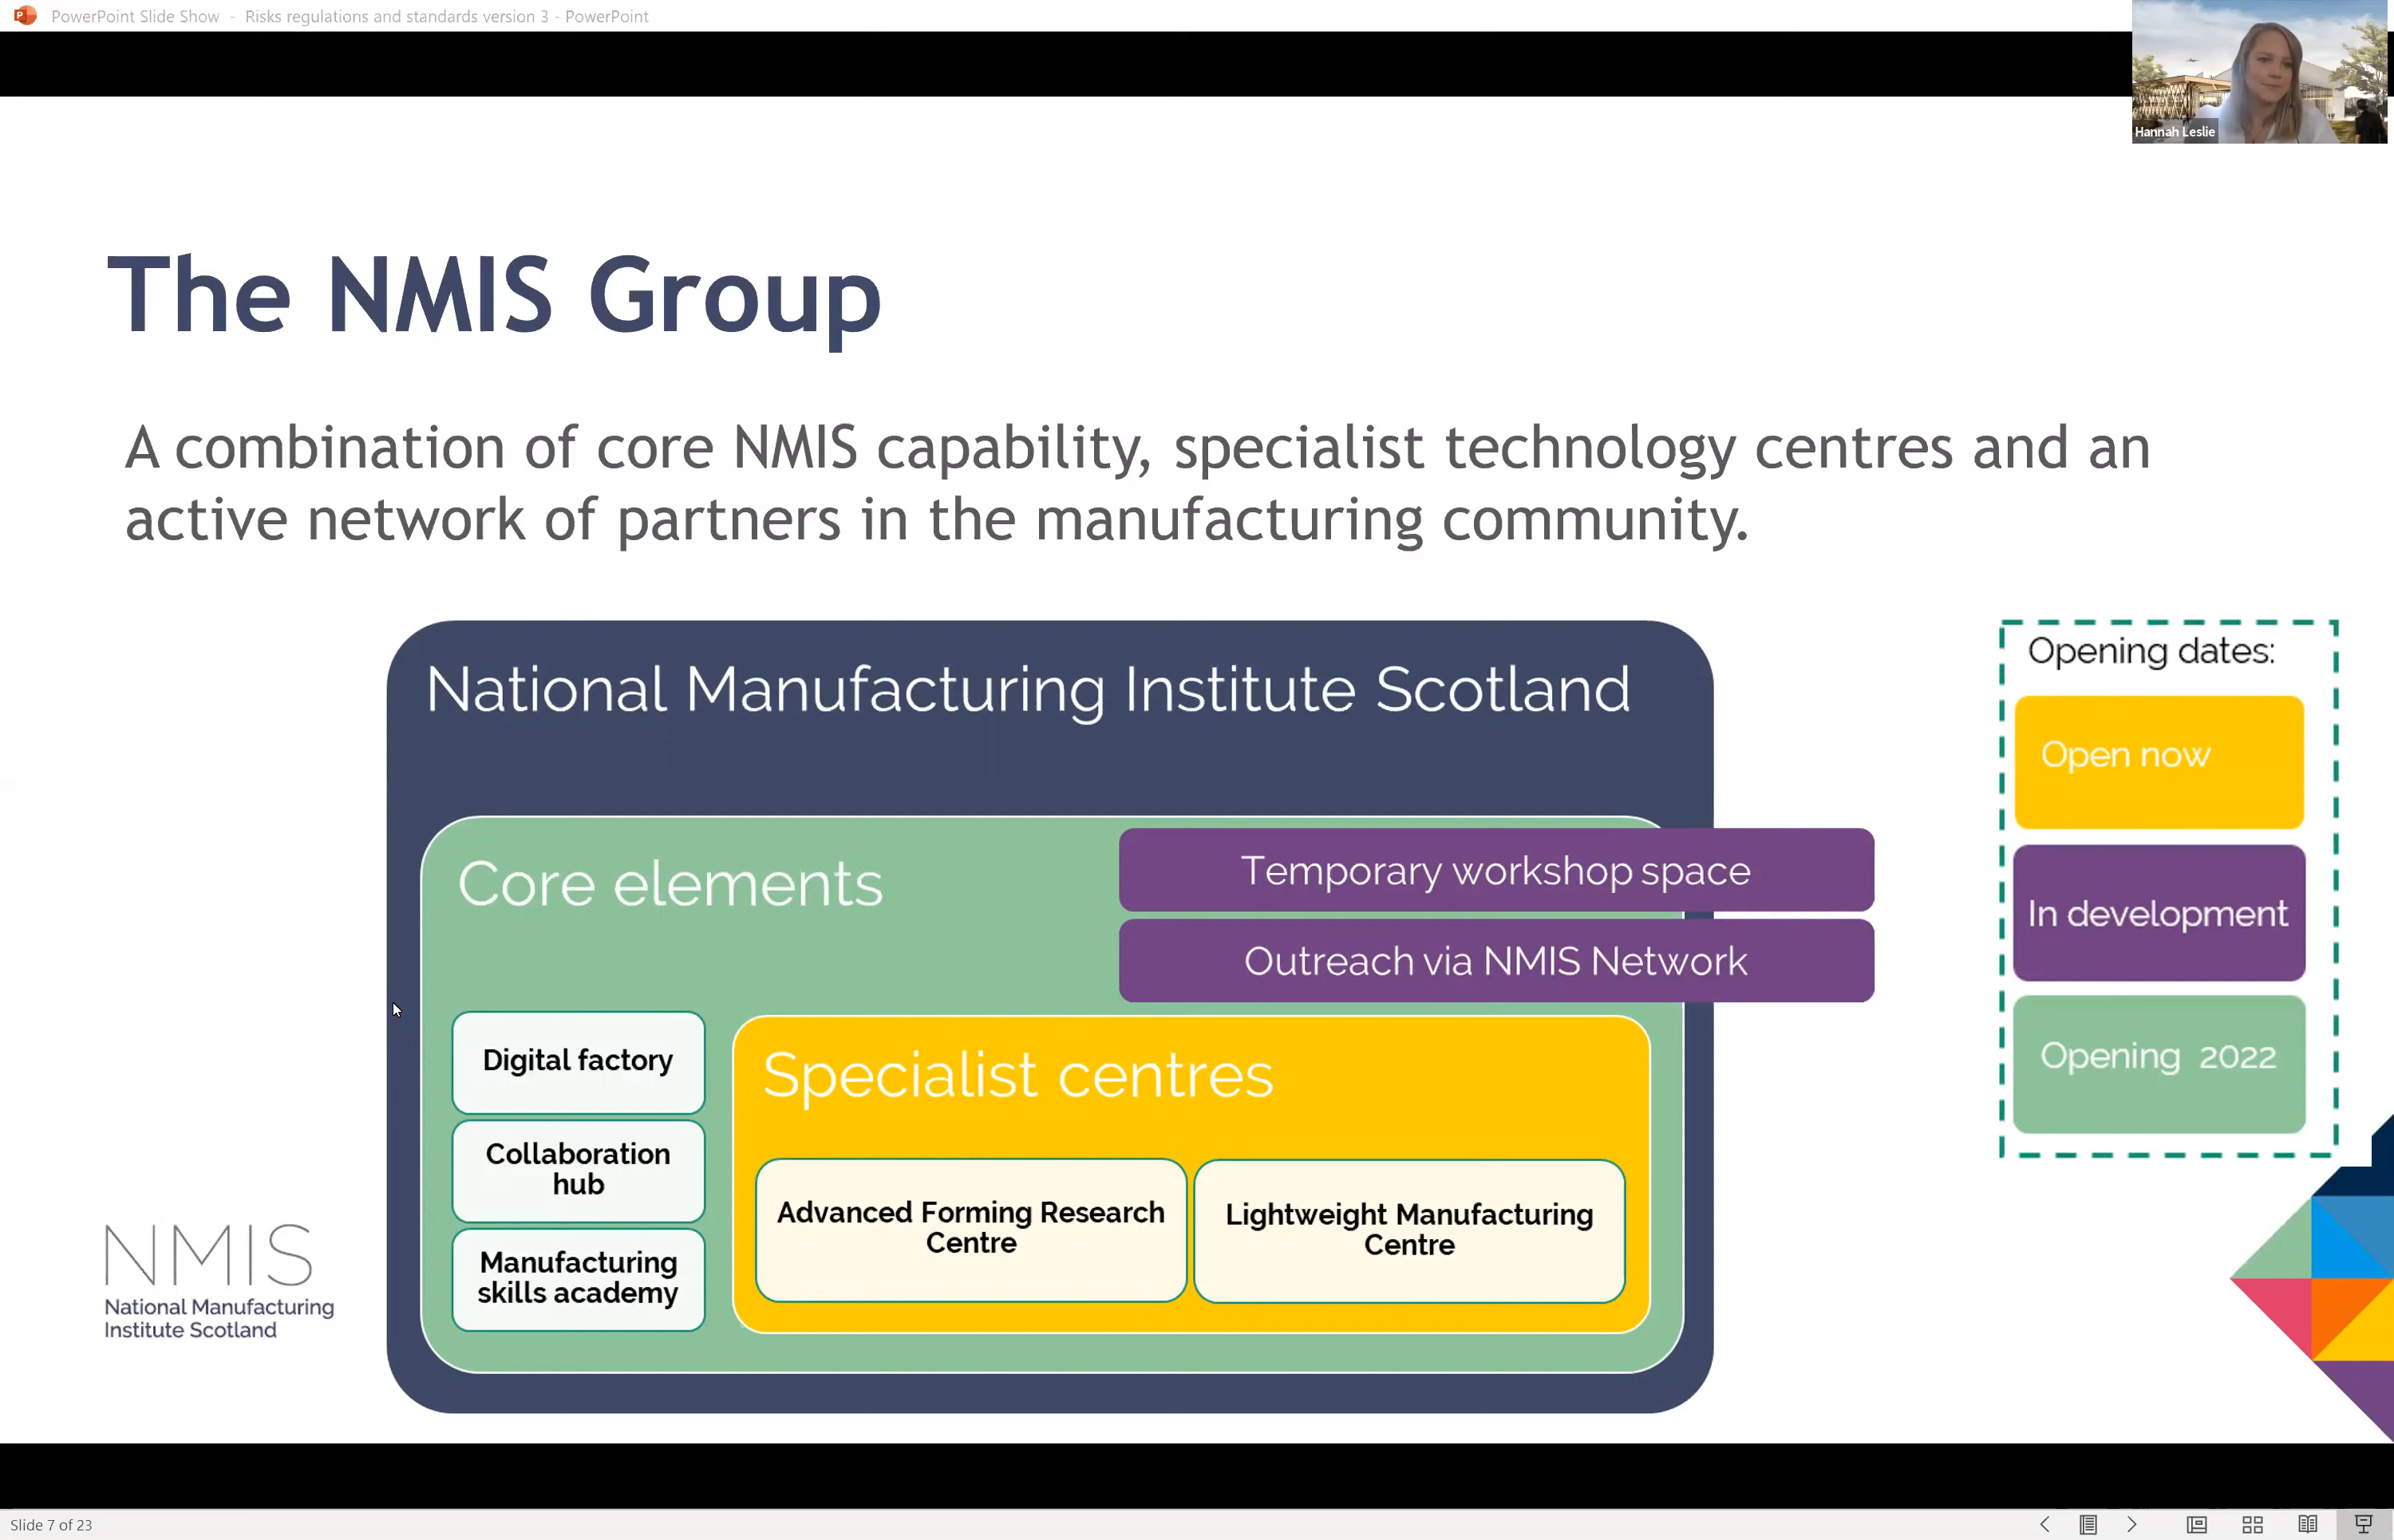 PowerPoint Slide Show - Risks regulations and standards version 3 - PowerPoint
Hannah Leslie
The NMIS Group
A combination of core NMIS capability, specialist technology centres and an
active network of partners in the manufacturing community.
National Manufacturing Institute Scotland
Core elements
Temporary workshop space
Outreach via NMIS Network
Digital factory
Collaboration
hub
Manufacturing
skills academy
Specialist centres
Advanced Forming Research
Centre
Lightweight Manufacturing
Centre
Opening dates:
Open now
In development
Opening 2022
NMIS
National Manufacturing
Institute Scotland
Slide 7 of 23